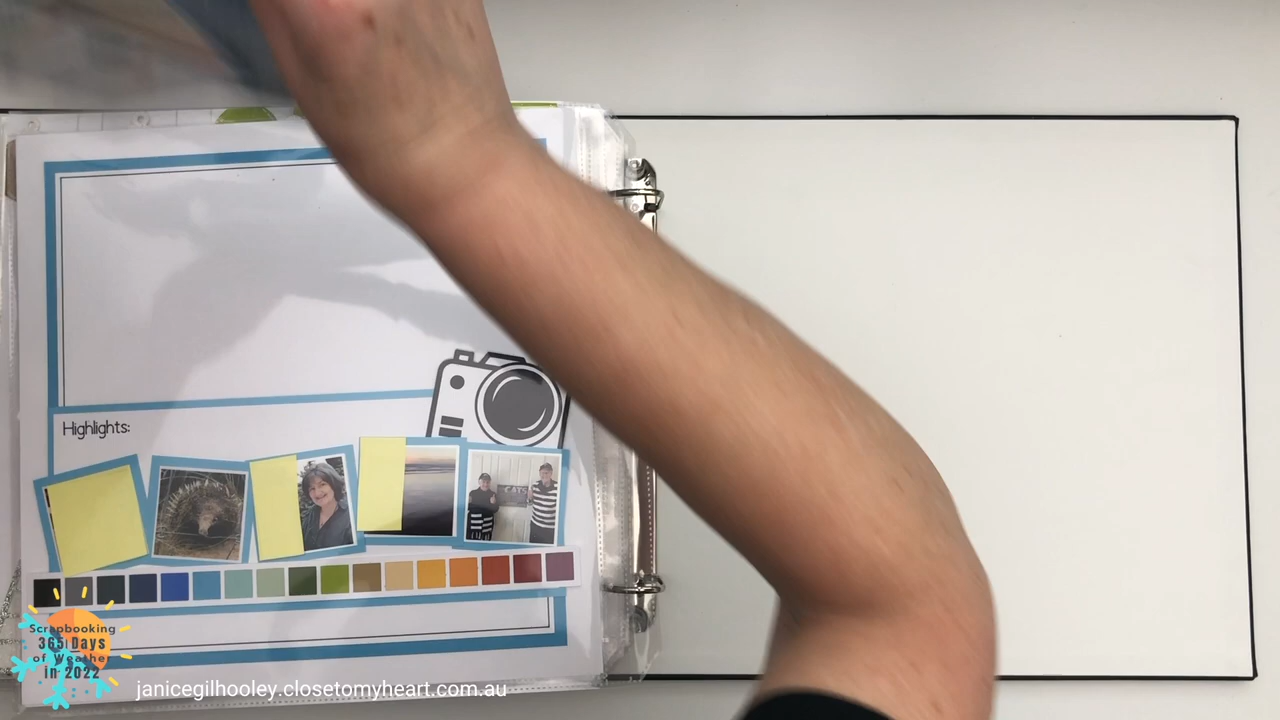 Highlights:
Scrapbooking
365 Days
of Weather
in 2022
janicegilhooley.closetomyheart.com.au